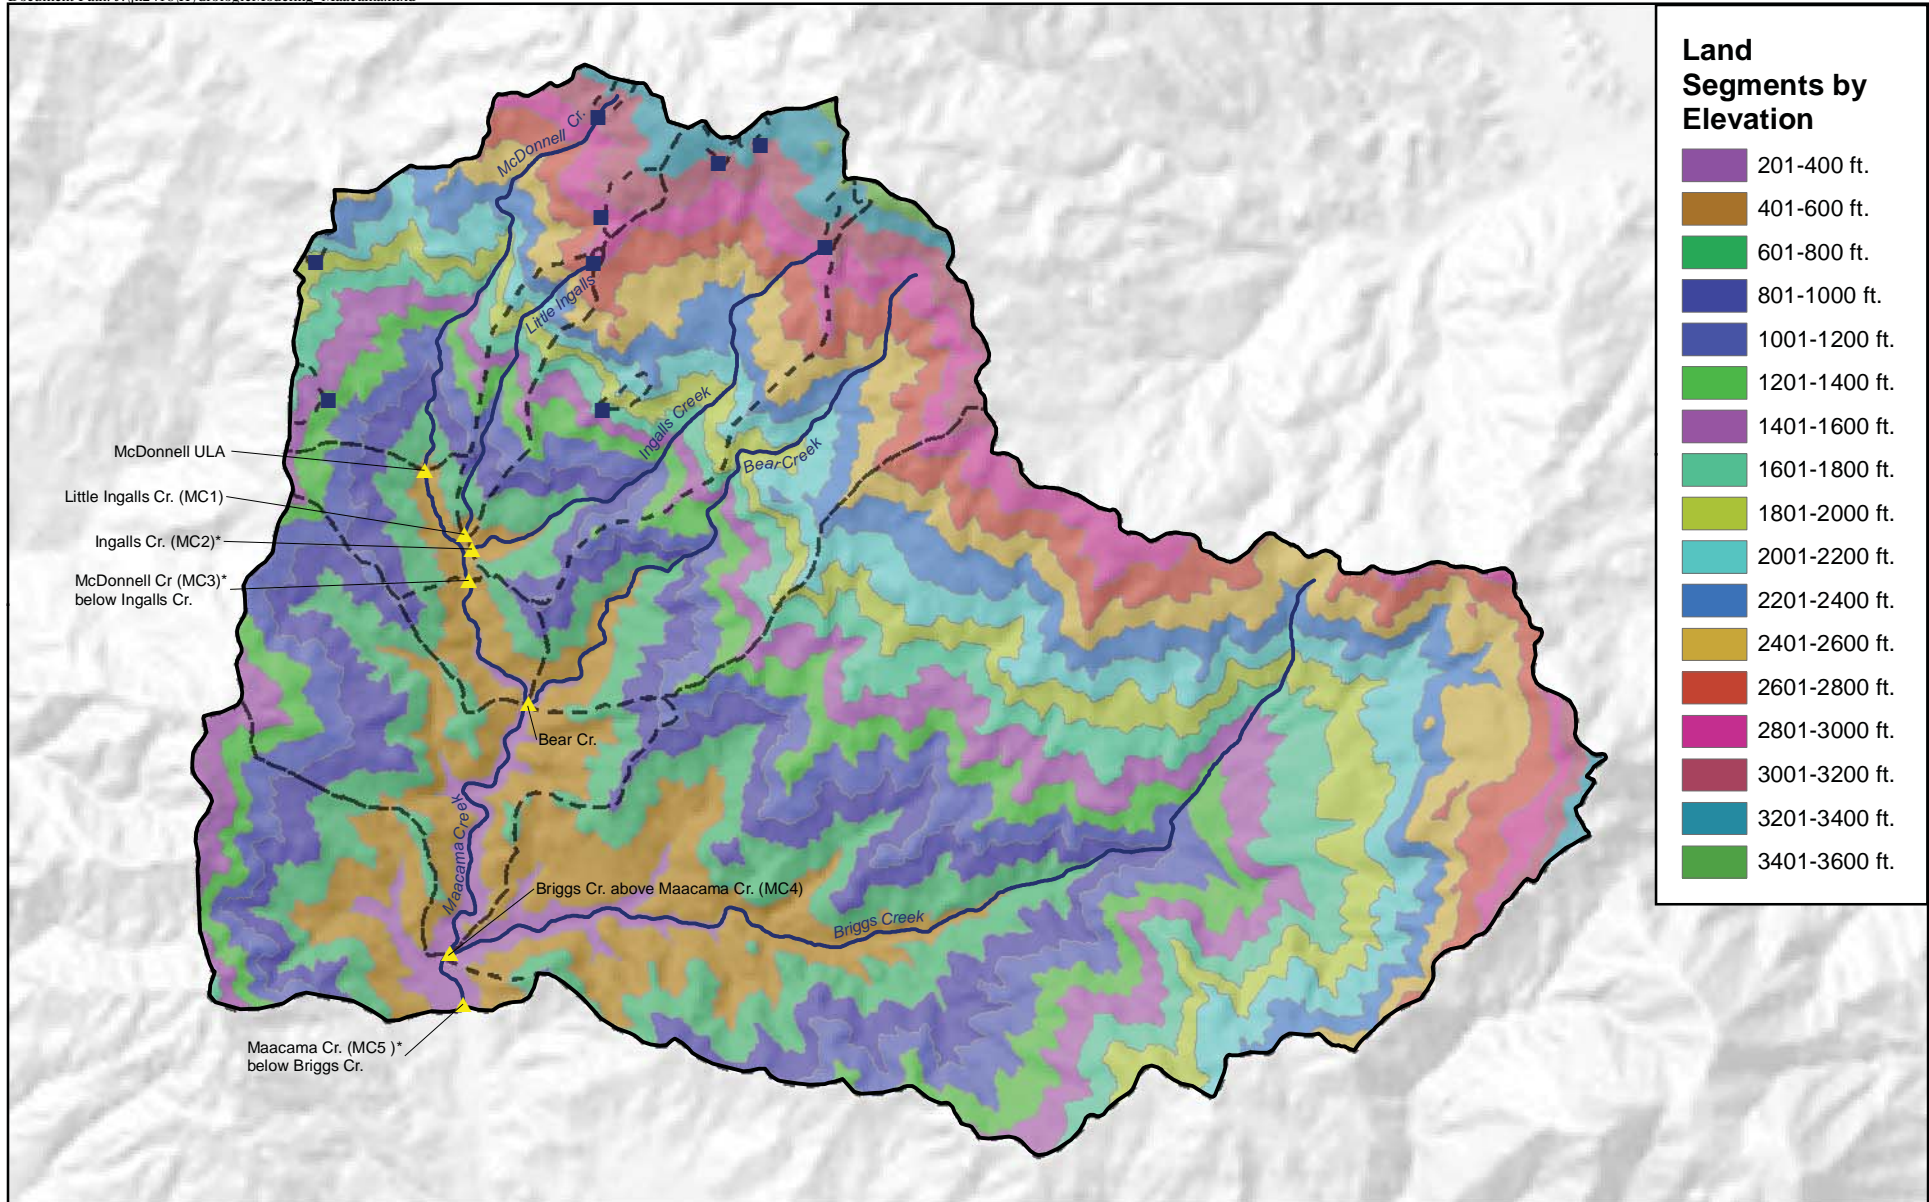 Land
Segments by
Elevation
201-400 ft.
401-600 ft.
601-800 ft.
801-1000 ft.
1001-1200 ft.
1201-1400 ft.
1401-1600 ft.
1601-1800 ft.
1801-2000 ft.
2001-2200 ft.
2201-2400 ft.
2401-2600 ft.
2601-2800 ft.
2801-3000 ft.
3001-3200 ft.
3201-3400 ft.
3401-3600 ft.
McDonnell Cr.
Little Ingalls
Ingalls Creek
Bear Creek
McDonnell ULA
Little Ingalls Cr. (MC1)
Ingalls Cr. (MC2)*
McDonnell Cr (MC3)*
below Ingalls Cr.
Bear Cr.
Maacama Creek
Briggs Cr. above Maacama Cr. (MC4)
Briggs Creek
Maacama Cr. (MC5 )*
below Briggs Cr.